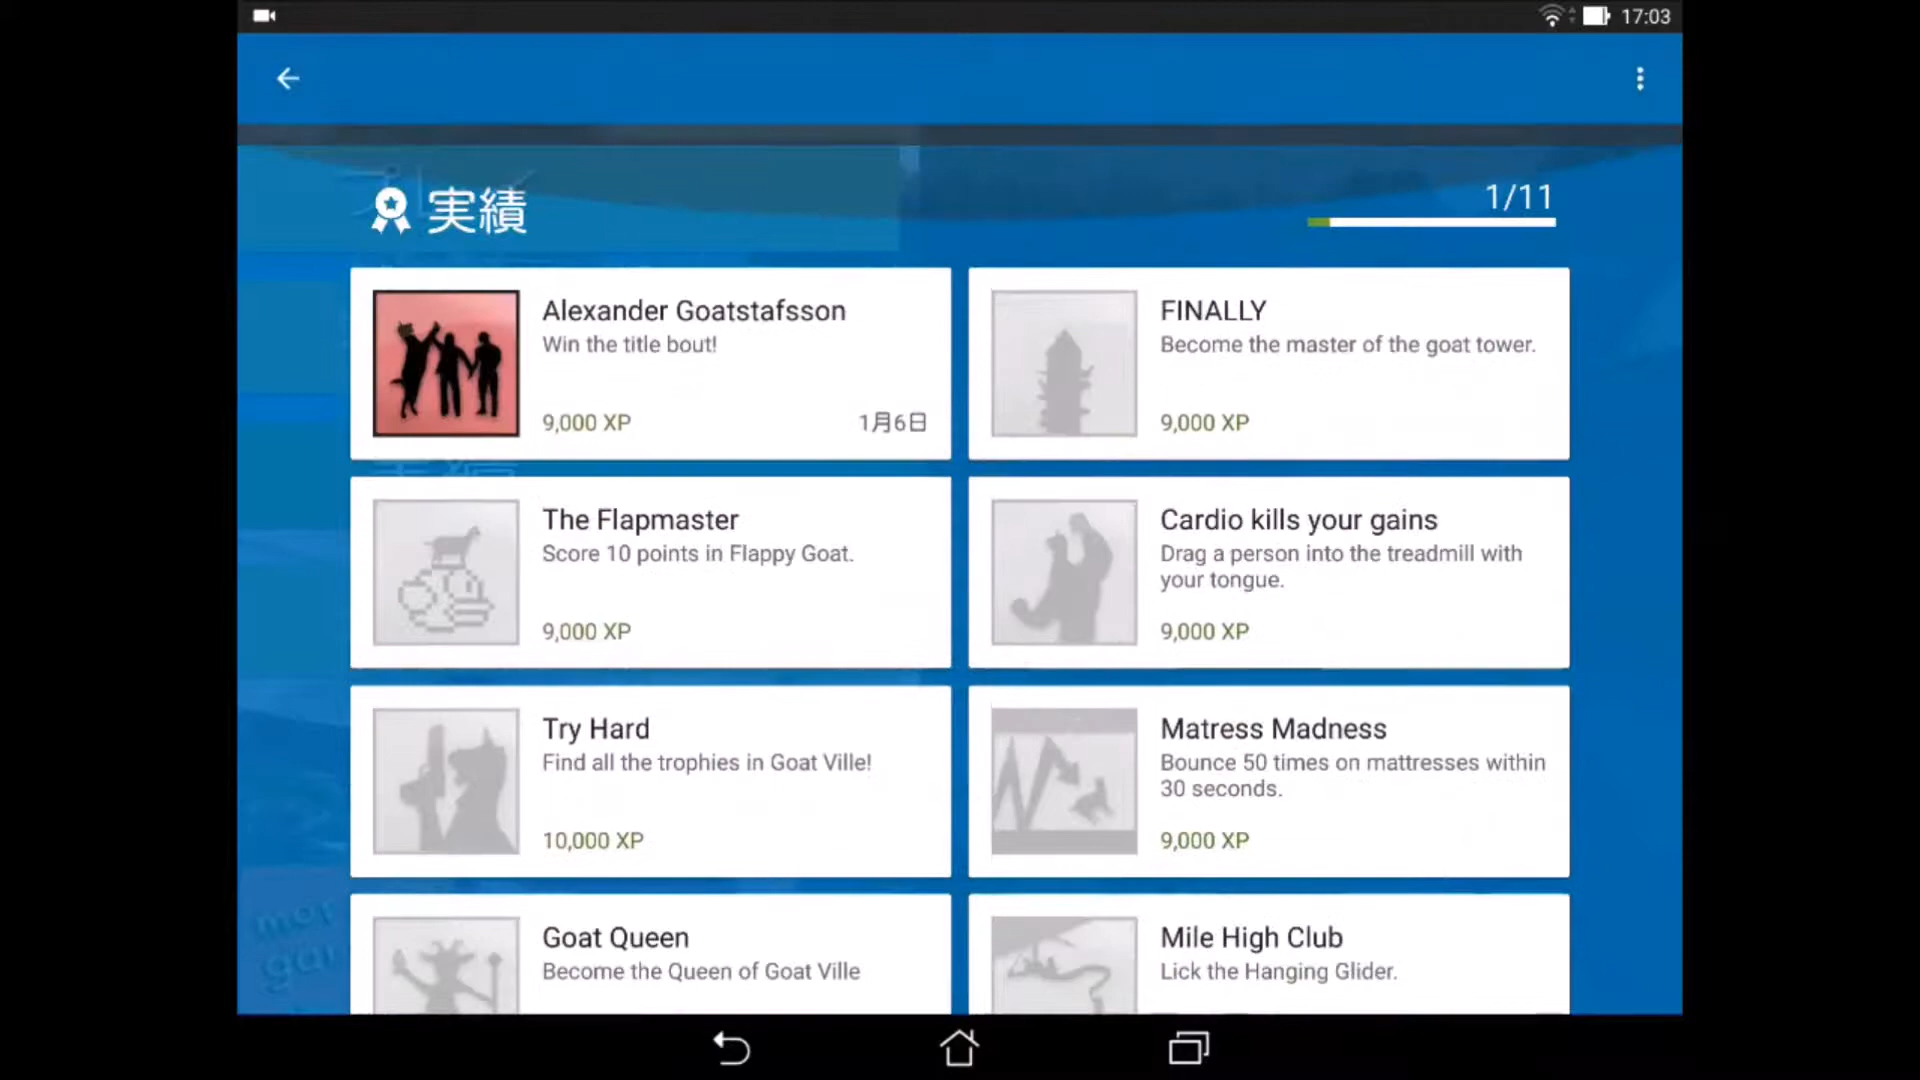 17:03
実績
1/11
Alexander Goatstafsson
Win the title bout!
9,000 XP
1月6日
FINALLY
Become the master of the goat tower.
9,000 XP
The Flapmaster
Score 10 points in Flappy Goat.
9,000 XP
Cardio kills your gains
Drag a person into the treadmill with
your tongue.
9,000 XP
Try Hard
Find all the trophies in Goat Ville!
10,000 XP
Matress Madness
Bounce 50 times on mattresses within
30 seconds.
9,000 XP
Goat Queen
Become the Queen of Goat Ville
Mile High Club
Lick the Hanging Glider.